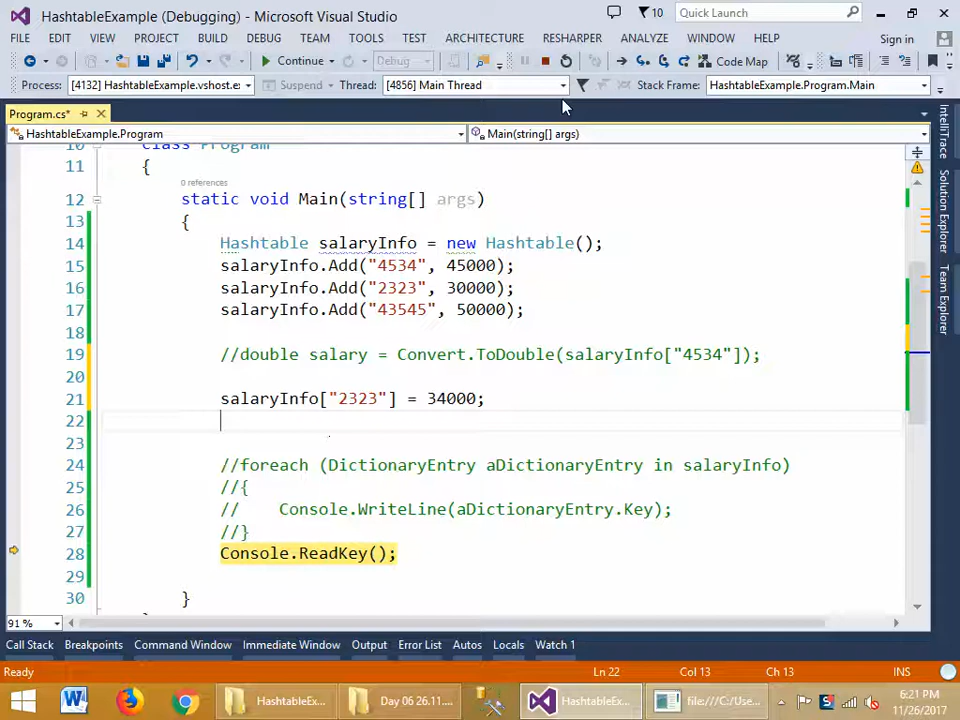 HashtableExample (Debugging) - Microsoft Visual Studio
10
Quick Launch
FILE EDIT VIEW PROJECT BUILD DEBUG TEAM TOOLS TEST ARCHITECTURE RESHARPER ANALYZE WINDOW HELP Sign in
Continue Debug Code Map
Process: [4132] HashtableExample.vshost.ex Suspend Thread: [4856] Main Thread Stack Frame: HashtableExample.Program.Main
Program.cs*
HashtableExample.Program Main(string[] args)
10 class Program
11 {
0 references
12 static void Main(string[] args)
13 {
14 Hashtable salaryInfo = new Hashtable();
15 salaryInfo.Add("4534", 45000);
16 salaryInfo.Add("2323", 30000);
17 salaryInfo.Add("43545", 50000);
18
19 //double salary = Convert.ToDouble(salaryInfo["4534"]);
20
21 salaryInfo["2323"] = 34000;
22
23
24 //foreach (DictionaryEntry aDictionaryEntry in salaryInfo)
25 //{
26 // Console.WriteLine(aDictionaryEntry.Key);
27 //}
28 Console.ReadKey();
29
30 }
IntelliTrace
Solution Explorer
Team Explorer
91 %
Call Stack Breakpoints Command Window Immediate Window Output Error List Autos Locals Watch 1
Ready Ln 22 Col 13 Ch 13 INS
HashtableEx... Day 06 26.11.... HashtableEx... file:///C:/Use...
6:21 PM
11/26/2017